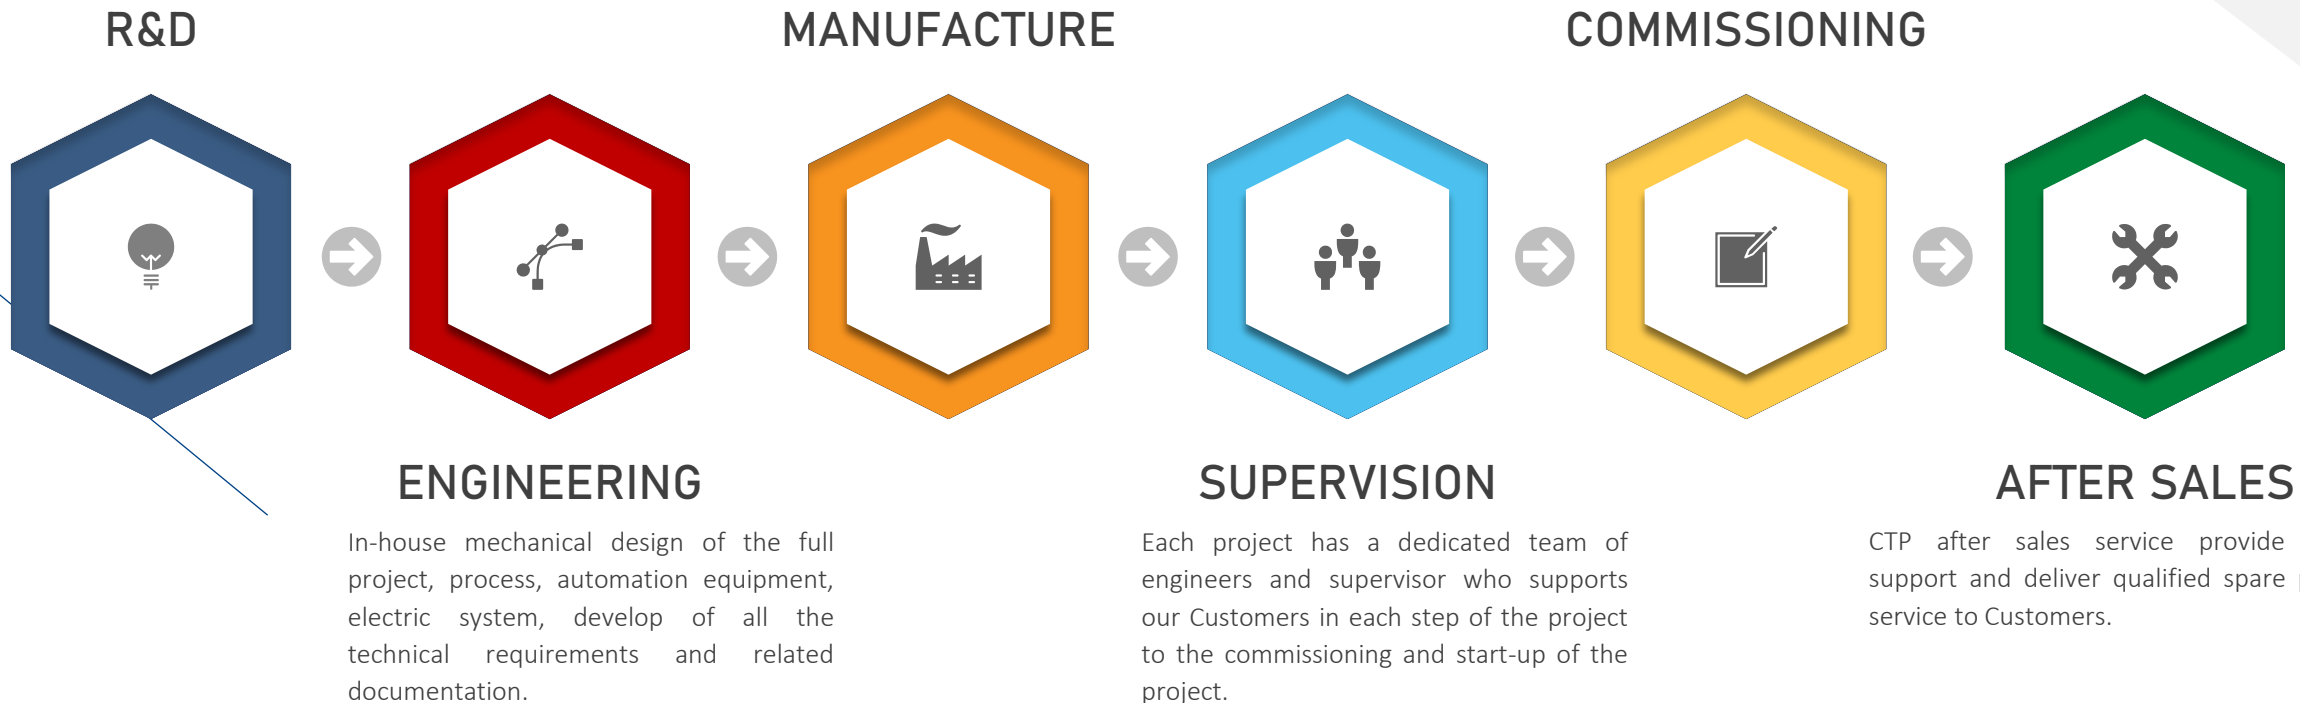 R&D
MANUFACTURE
COMMISSIONING
ENGINEERING
In-house mechanical design of the full
project, process, automation equipment,
electric system, develop of all the
technical requirements and related
documentation.
SUPERVISION
Each project has a dedicated team of
engineers and supervisor who supports
our Customers in each step of the project
to the commissioning and start-up of the
project.
AFTER SALES
CTP after sales service provide
support and deliver qualified spare
service to Customers.